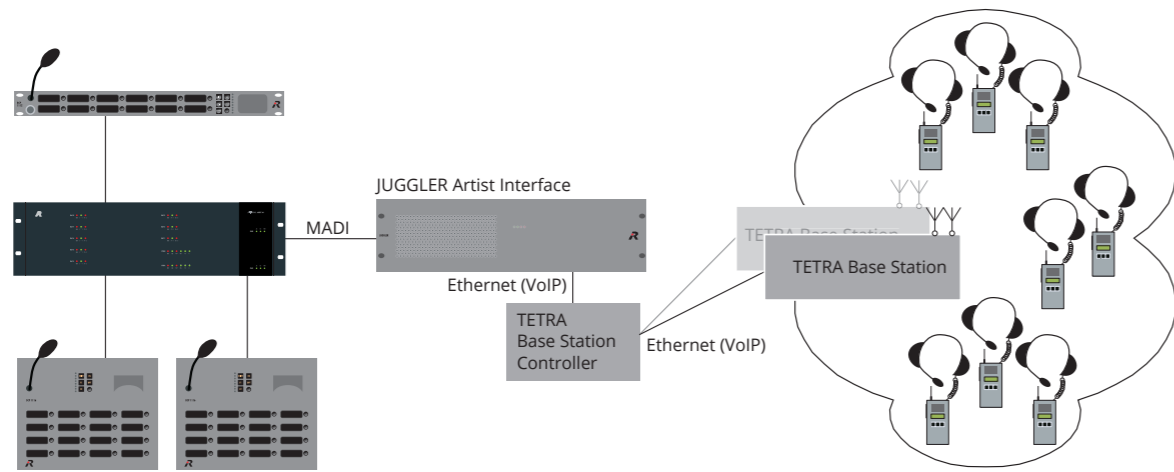 JUGGLER Artist Interface
MADI
Ethernet (VoIP)
TETRA
Base Station
Controller
Ethernet (VoIP)
TETRA Base Station
TETRA Base Station